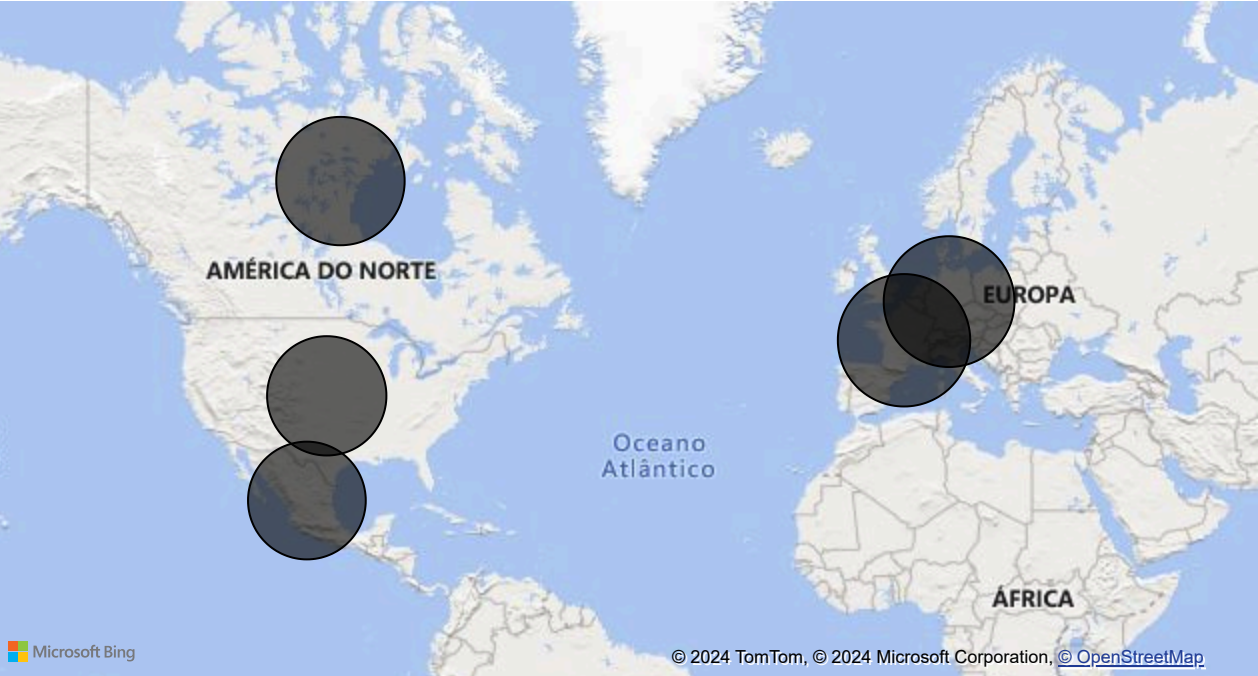 AMÉRICA DO NORTE
EUROPA
Oceano
Atlântico
ÁFRICA
Microsoft Bing
© 2024 TomTom, © 2024 Microsoft Corporation, © OpenStreetMap